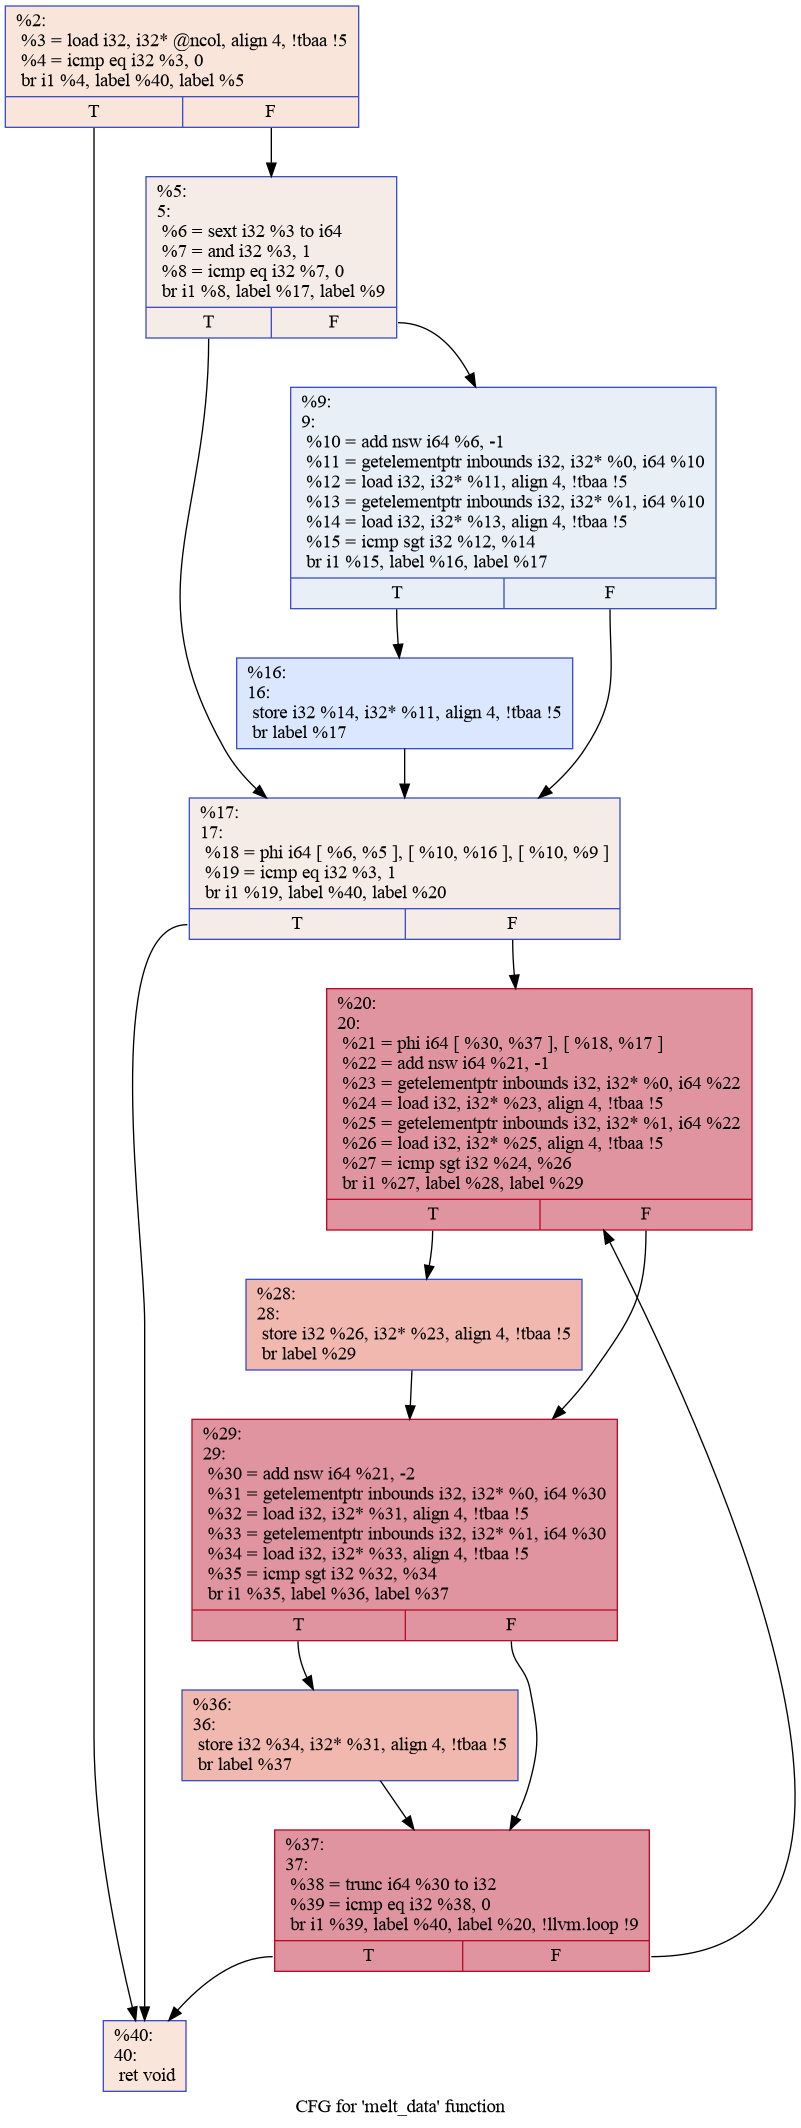 %2:
%3 = load i32, i32* @ncol, align 4, !tbaa !5
%4 = icmp eq i32 %3, 0
br i1 %4, label %40, label %5
T F
%5:
5:
%6 = sext i32 %3 to i64
%7 = and i32 %3, 1
%8 = icmp eq i32 %7, 0
br i1 %8, label %17, label %9
T F
%9:
9:
%10 = add nsw i64 %6, -1
%11 = getelementptr inbounds i32, i32* %0, i64 %10
%12 = load i32, i32* %11, align 4, !tbaa !5
%13 = getelementptr inbounds i32, i32* %1, i64 %10
%14 = load i32, i32* %13, align 4, !tbaa !5
%15 = icmp sgt i32 %12, %14
br i1 %15, label %16, label %17
T F
%16:
16:
store i32 %14, i32* %11, align 4, !tbaa !5
br label %17
%17:
17:
%18 = phi i64 [ %6, %5 ], [ %10, %16 ], [ %10, %9 ]
%19 = icmp eq i32 %3, 1
br i1 %19, label %40, label %20
T F
%20:
20:
%21 = phi i64 [ %30, %37 ], [ %18, %17 ]
%22 = add nsw i64 %21, -1
%23 = getelementptr inbounds i32, i32* %0, i64 %22
%24 = load i32, i32* %23, align 4, !tbaa !5
%25 = getelementptr inbounds i32, i32* %1, i64 %22
%26 = load i32, i32* %25, align 4, !tbaa !5
%27 = icmp sgt i32 %24, %26
br i1 %27, label %28, label %29
T F
%28:
28:
store i32 %26, i32* %23, align 4, !tbaa !5
br label %29
%29:
29:
%30 = add nsw i64 %21, -2
%31 = getelementptr inbounds i32, i32* %0, i64 %30
%32 = load i32, i32* %31, align 4, !tbaa !5
%33 = getelementptr inbounds i32, i32* %1, i64 %30
%34 = load i32, i32* %33, align 4, !tbaa !5
%35 = icmp sgt i32 %32, %34
br i1 %35, label %36, label %37
T F
%36:
36:
store i32 %34, i32* %31, align 4, !tbaa !5
br label %37
%37:
37:
%38 = trunc i64 %30 to i32
%39 = icmp eq i32 %38, 0
br i1 %39, label %40, label %20, !llvm.loop !9
T F
%40:
40:
ret void
CFG for 'melt_data' function